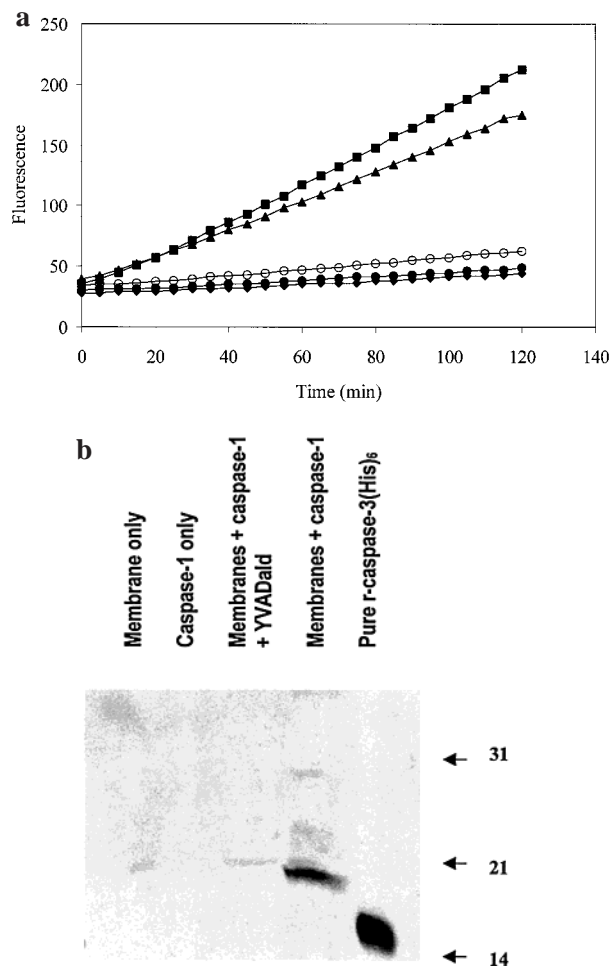 a
250
200
150
100
50
0
Fluorescence
0 20 40 60 80 100 120 140
Time (min)
b
Membrane only
Caspase-1 only
Membranes + caspase-1
+ YVADald
Membranes + caspase-1
Pure r-caspase-3(His)₆
31
21
14